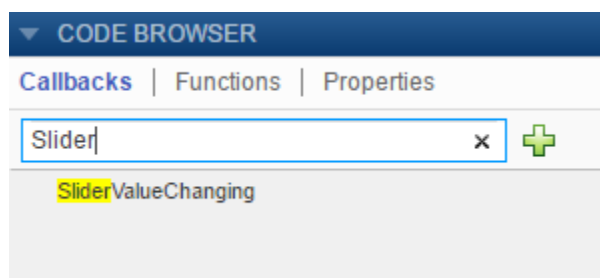 CODE BROWSER
Callbacks | Functions | Properties
Slider
SliderValueChanging